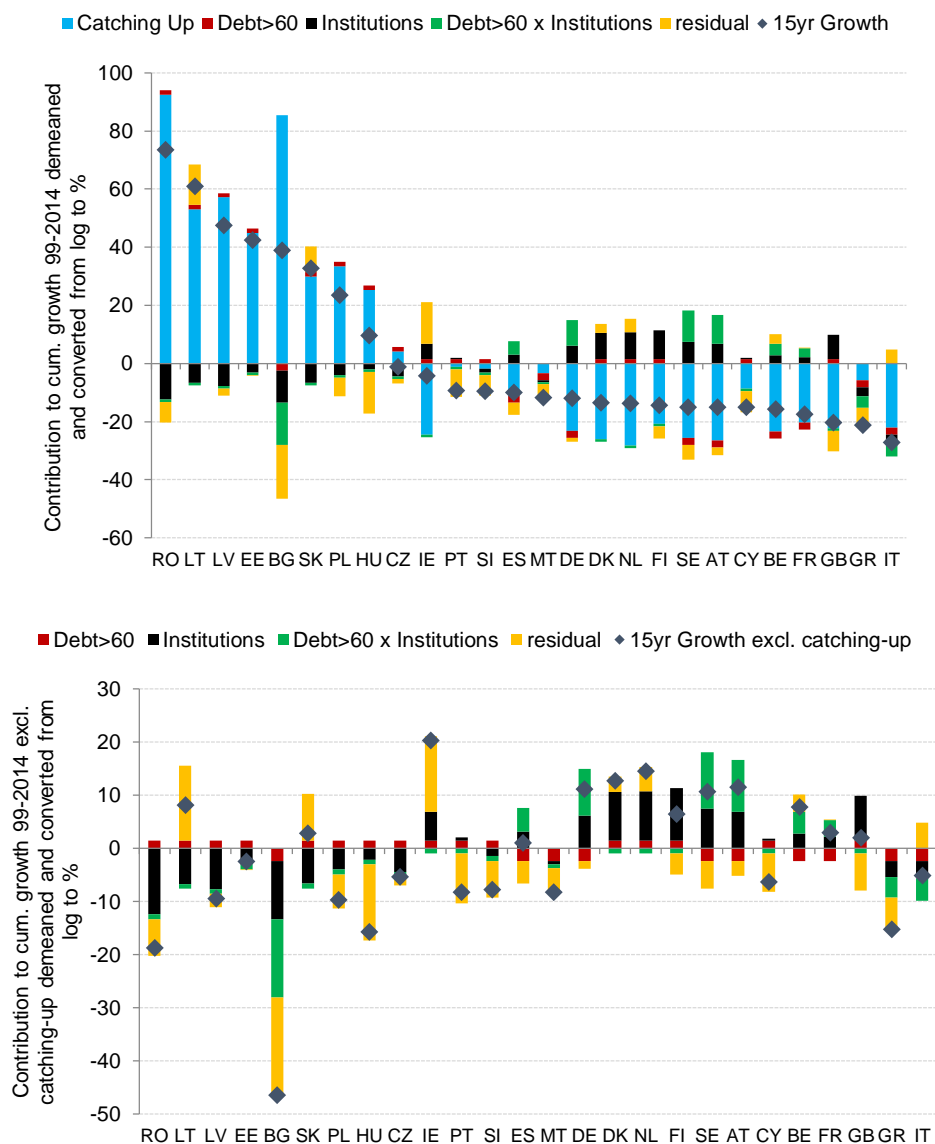 Catching Up Debt>60 Institutions Debt>60 x Institutions residual 15yr Growth
Contribution to cum. growth 99-2014 demeaned
and converted from log to %
100
80
60
40
20
0
-20
-40
-60
RO LT LV EE BG SK PL HU CZ IE PT SI ES MT DE DK NL FI SE AT CY BE FR GB GR IT
Debt>60 Institutions Debt>60 x Institutions residual 15yr Growth excl. catching-up
Contribution to cum. growth 99-2014 excl.
catching-up demeaned and converted from
log to %
30
20
10
0
-10
-20
-30
-40
-50
RO LT LV EE BG SK PL HU CZ IE PT SI ES MT DE DK NL FI SE AT CY BE FR GB GR IT